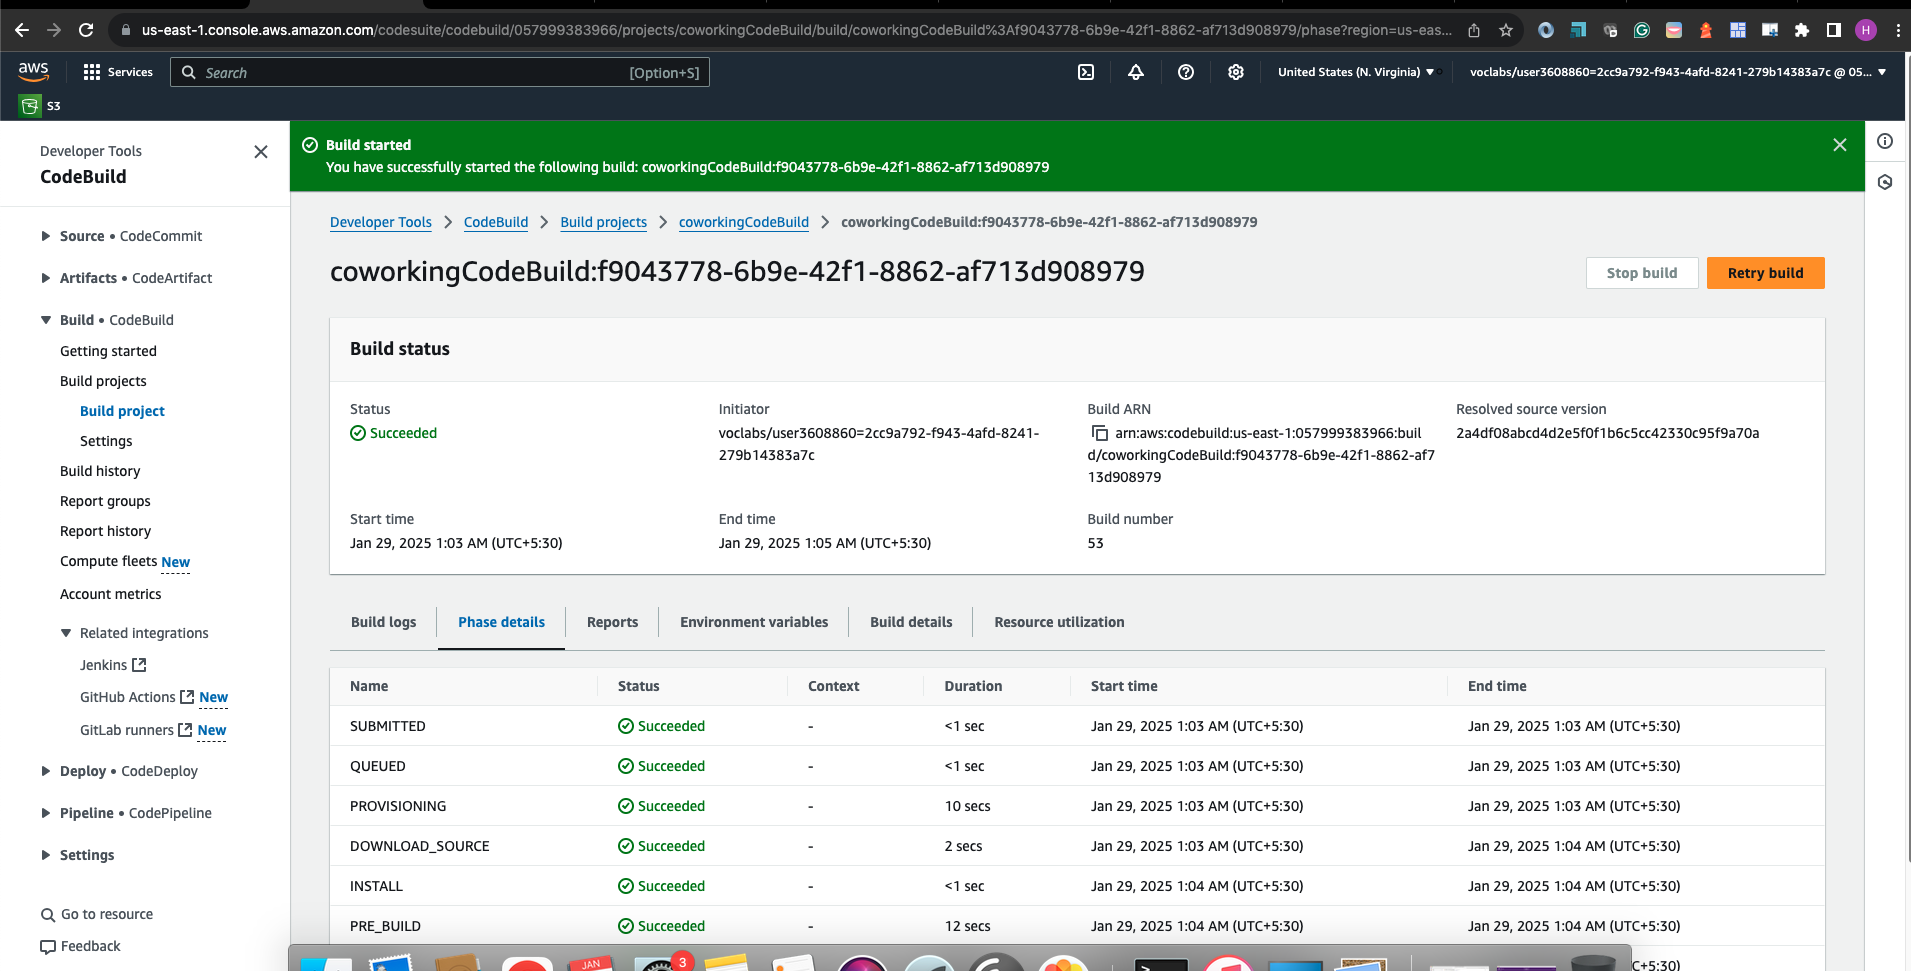 us-east-1.console.aws.amazon.com/codesuite/codebuild/057999383966/projects/coworkingCodeBuild/build/coworkingCodeBuild%3Af9043778-6b9e-42f1-8862-af713d908979/phase?region=us-eas...
H
aws
Services
Search
[Option+S]
United States (N. Virginia)
voclabs/user3608860=2cc9a792-f943-4afd-8241-279b14383a7c @ 05...
S3
Developer Tools
CodeBuild
Source • CodeCommit
Artifacts • CodeArtifact
Build • CodeBuild
Getting started
Build projects
Build project
Settings
Build history
Report groups
Report history
Compute fleets New
Account metrics
Related integrations
Jenkins
GitHub Actions New
GitLab runners New
Deploy • CodeDeploy
Pipeline • CodePipeline
Settings
Go to resource
Feedback
Build started
You have successfully started the following build: coworkingCodeBuild:f9043778-6b9e-42f1-8862-af713d908979
Developer Tools > CodeBuild > Build projects > coworkingCodeBuild > coworkingCodeBuild:f9043778-6b9e-42f1-8862-af713d908979
coworkingCodeBuild:f9043778-6b9e-42f1-8862-af713d908979
Stop build
Retry build
Build status
Status
Succeeded
Initiator
voclabs/user3608860=2cc9a792-f943-4afd-8241-
279b14383a7c
Build ARN
arn:aws:codebuild:us-east-1:057999383966:buil
d/coworkingCodeBuild:f9043778-6b9e-42f1-8862-af7
13d908979
Resolved source version
2a4df08abcd4d2e5f0f1b6c5cc42330c95f9a70a
Start time
Jan 29, 2025 1:03 AM (UTC+5:30)
End time
Jan 29, 2025 1:05 AM (UTC+5:30)
Build number
53
Build logs
Phase details
Reports
Environment variables
Build details
Resource utilization
Name Status Context Duration Start time End time
SUBMITTED Succeeded - <1 sec Jan 29, 2025 1:03 AM (UTC+5:30) Jan 29, 2025 1:03 AM (UTC+5:30)
QUEUED Succeeded - <1 sec Jan 29, 2025 1:03 AM (UTC+5:30) Jan 29, 2025 1:03 AM (UTC+5:30)
PROVISIONING Succeeded - 10 secs Jan 29, 2025 1:03 AM (UTC+5:30) Jan 29, 2025 1:03 AM (UTC+5:30)
DOWNLOAD_SOURCE Succeeded - 2 secs Jan 29, 2025 1:03 AM (UTC+5:30) Jan 29, 2025 1:04 AM (UTC+5:30)
INSTALL Succeeded - <1 sec Jan 29, 2025 1:04 AM (UTC+5:30) Jan 29, 2025 1:04 AM (UTC+5:30)
PRE_BUILD Succeeded - 12 secs Jan 29, 2025 1:04 AM (UTC+5:30) Jan 29, 2025 1:04 AM (UTC+5:30)
JAN
3
C+5:30)